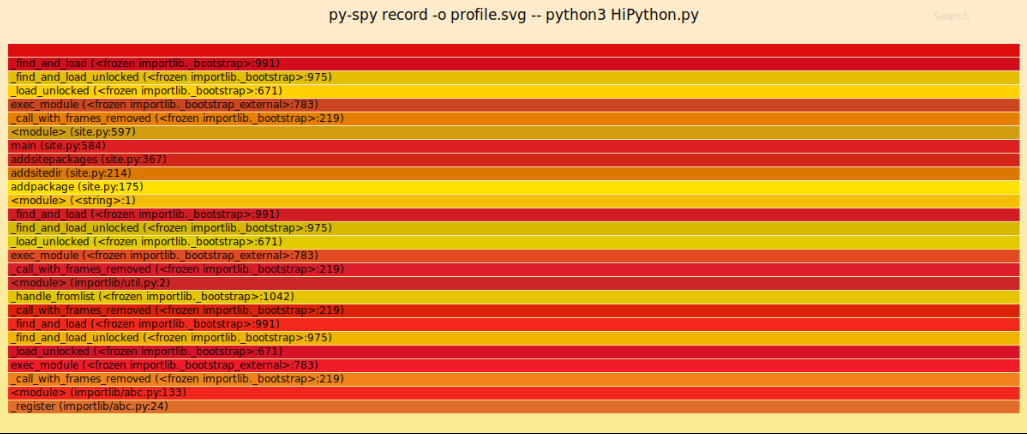 py-spy record -o profile.svg -- python3 HiPython.py
Search
_find_and_load (<frozen importlib._bootstrap>:991)
_find_and_load_unlocked (<frozen importlib._bootstrap>:975)
_load_unlocked (<frozen importlib._bootstrap>:671)
exec_module (<frozen importlib._bootstrap_external>:783)
_call_with_frames_removed (<frozen importlib._bootstrap>:219)
<module> (site.py:597)
main (site.py:584)
addsitepackages (site.py:367)
addsitedir (site.py:214)
addpackage (site.py:175)
<module> (<string>:1)
_find_and_load (<frozen importlib._bootstrap>:991)
_find_and_load_unlocked (<frozen importlib._bootstrap>:975)
_load_unlocked (<frozen importlib._bootstrap>:671)
exec_module (<frozen importlib._bootstrap_external>:783)
_call_with_frames_removed (<frozen importlib._bootstrap>:219)
<module> (importlib/util.py:2)
_handle_fromlist (<frozen importlib._bootstrap>:1042)
_call_with_frames_removed (<frozen importlib._bootstrap>:219)
_find_and_load (<frozen importlib._bootstrap>:991)
_find_and_load_unlocked (<frozen importlib._bootstrap>:975)
_load_unlocked (<frozen importlib._bootstrap>:671)
exec_module (<frozen importlib._bootstrap_external>:783)
_call_with_frames_removed (<frozen importlib._bootstrap>:219)
<module> (importlib/abc.py:133)
_register (importlib/abc.py:24)